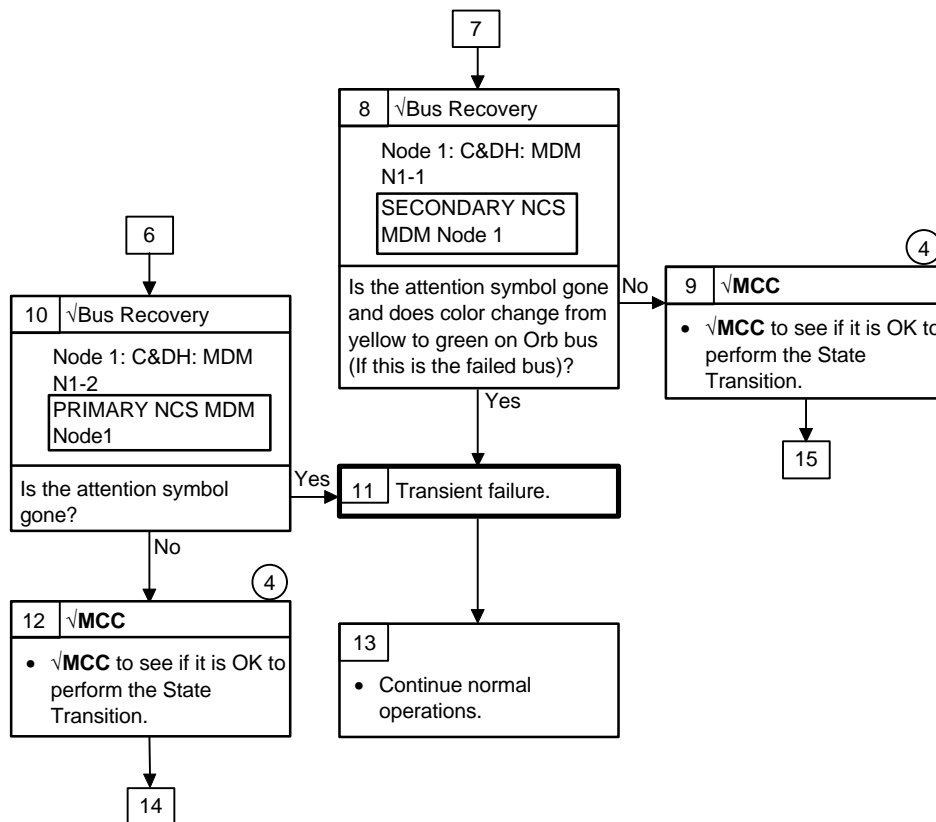 7
8 √Bus Recovery
Node 1: C&DH: MDM
N1-1
SECONDARY NCS
MDM Node 1
Is the attention symbol gone
and does color change from
yellow to green on Orb bus
(If this is the failed bus)?
No
Yes
4
9 √MCC
• √MCC to see if it is OK to
perform the State
Transition.
15
6
10 √Bus Recovery
Node 1: C&DH: MDM
N1-2
PRIMARY NCS MDM
Node1
Is the attention symbol
gone?
Yes
No
11 Transient failure.
4
12 √MCC
• √MCC to see if it is OK to
perform the State
Transition.
14
13
• Continue normal
operations.